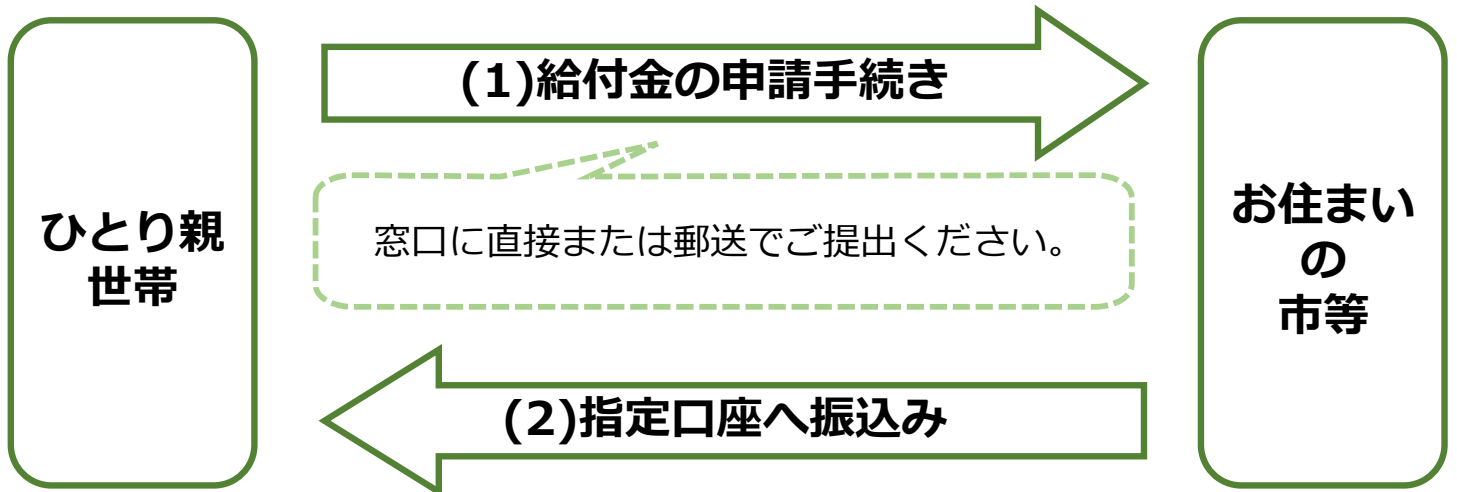 (1)給付金の申請手続き
ひとり親
世帯
窓口に直接または郵送でご提出ください。
お住まい
の
市等
(2)指定口座へ振込み